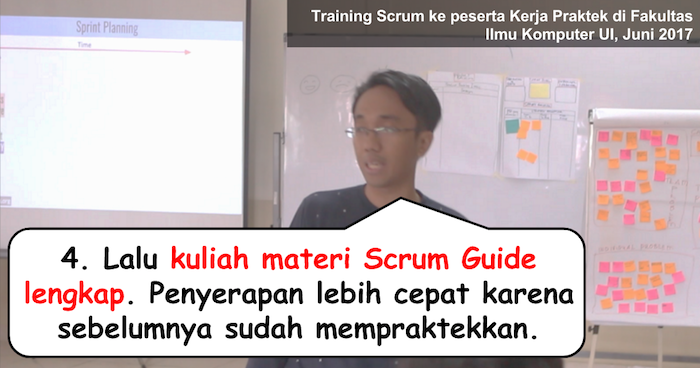 Training Scrum ke peserta Kerja Praktek di Fakultas
Ilmu Komputer UI, Juni 2017
Sprint Planning
Time
4. Lalu kuliah materi Scrum Guide
lengkap. Penyerapan lebih cepat karena
sebelumnya sudah mempraktekkan.